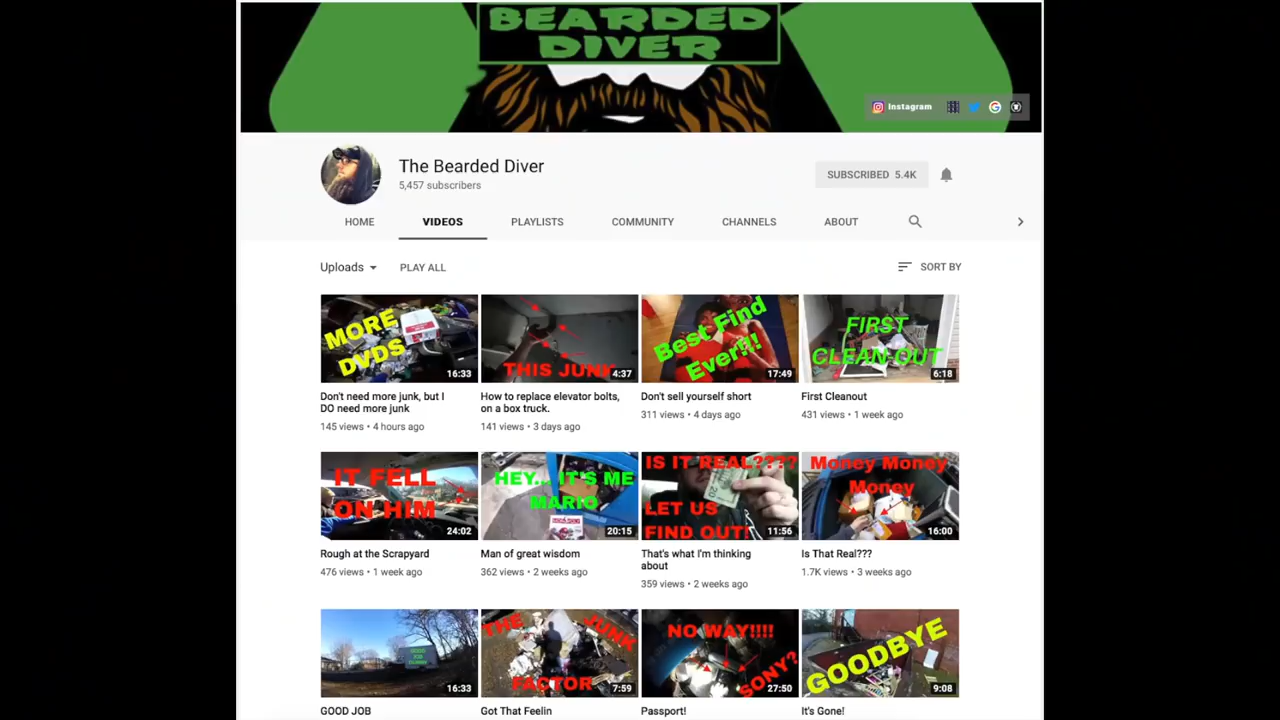 BEARDED
DIVER
Instagram
The Bearded Diver
5,457 subscribers
SUBSCRIBED 5.4K
HOME VIDEOS PLAYLISTS COMMUNITY CHANNELS ABOUT
Uploads PLAY ALL SORT BY
MORE
DVDS
16:33
THIS JUNK
4:37
Best Find
Ever!!!
17:49
FIRST
CLEAN OUT
6:18
Don't need more junk, but I
DO need more junk
145 views • 4 hours ago
How to replace elevator bolts,
on a box truck.
141 views • 3 days ago
Don't sell yourself short
311 views • 4 days ago
First Cleanout
431 views • 1 week ago
IT FELL
ON HIM
24:02
HEY... IT'S ME
MARIO
20:15
IS IT REAL????
LET US
FIND OUT!
11:56
Money Money
Money
16:00
Rough at the Scrapyard
476 views • 1 week ago
Man of great wisdom
362 views • 2 weeks ago
That's what I'm thinking
about
359 views • 2 weeks ago
Is That Real???
1.7K views • 3 weeks ago
GOOD
JOB
16:33
THE JUNK
FACTOR
7:59
NO WAY!!!!
SONY?
27:50
GOODBYE
9:08
GOOD JOB
Got That Feelin
Passport!
It's Gone!